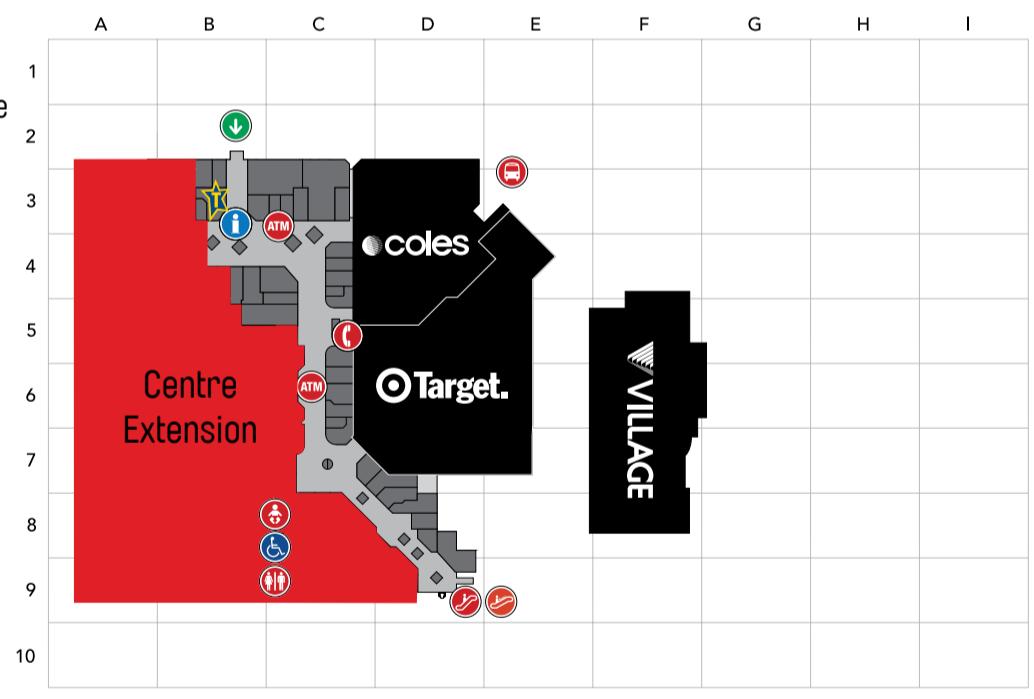 A B C D E F G H I
1
e
2
3
T
i
ATM
4
coles
5
6
Centre
Extension
ATM
Target.
VILLAGE
7
8
9
10